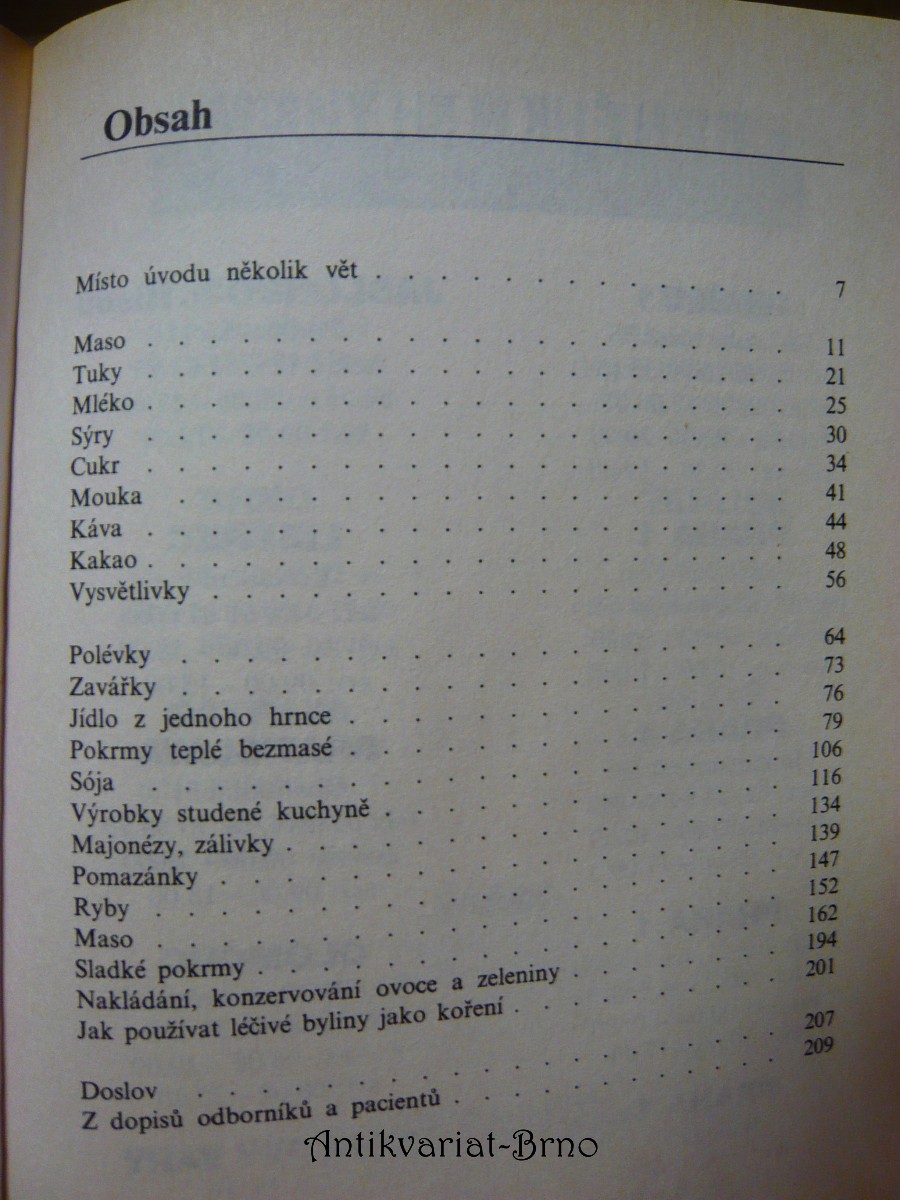 Obsah
Místo úvodu několik vět . . . . . . . . . . . . . . 7
Maso . . . . . . . . . . . . . . . . . . . . 11
Tuky . . . . . . . . . . . . . . . . . . . . 21
Mléko . . . . . . . . . . . . . . . . . . . . 25
Sýry . . . . . . . . . . . . . . . . . . . . 30
Cukr . . . . . . . . . . . . . . . . . . . . 34
Mouka . . . . . . . . . . . . . . . . . . . 41
Káva . . . . . . . . . . . . . . . . . . . . 44
Kakao . . . . . . . . . . . . . . . . . . . . 48
Vysvětlivky . . . . . . . . . . . . . . . . . . 56
Polévky . . . . . . . . . . . . . . . . . . . 64
Zavářky . . . . . . . . . . . . . . . . . . . 73
Jídlo z jednoho hrnce . . . . . . . . . . . . . . 76
Pokrmy teplé bezmasé . . . . . . . . . . . . . . 79
Sója . . . . . . . . . . . . . . . . . . . . 106
Výrobky studené kuchyně . . . . . . . . . . . . . 116
Majonézy, zálivky . . . . . . . . . . . . . . . . 134
Pomazánky . . . . . . . . . . . . . . . . . . 139
Ryby . . . . . . . . . . . . . . . . . . . . 147
Maso . . . . . . . . . . . . . . . . . . . . 152
Sladké pokrmy . . . . . . . . . . . . . . . . . 162
Nakládání, konzervování ovoce a zeleniny . . . . . . . 194
Jak používat léčivé byliny jako koření . . . . . . . . . 201
Doslov . . . . . . . . . . . . . . . . . . . 207
Z dopisů odborníků a pacientů . . . . . . . . . . . 209
Antikvariat-Brno